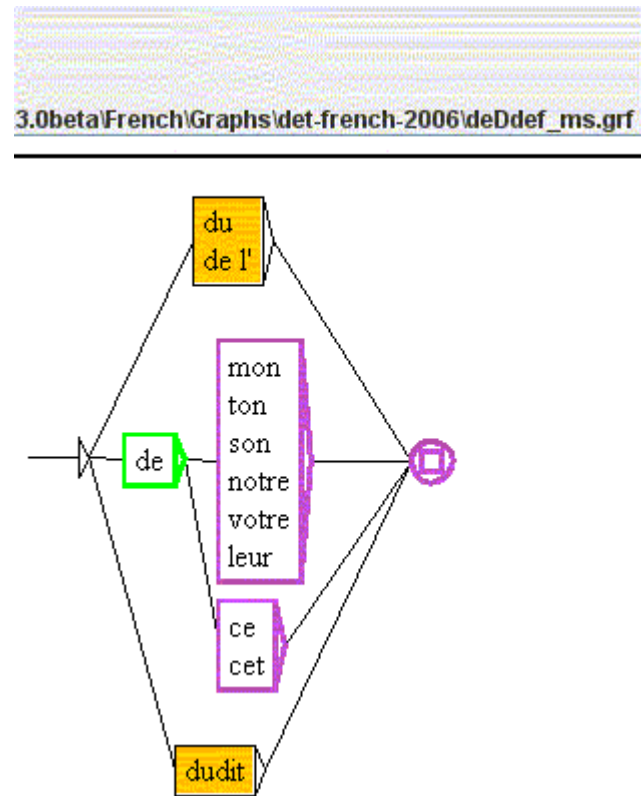 3.0beta\French\Graphs\det-french-2006\deDdef_ms.grf
du
de l'
mon
ton
son
notre
votre
leur
de
ce
cet
dudit